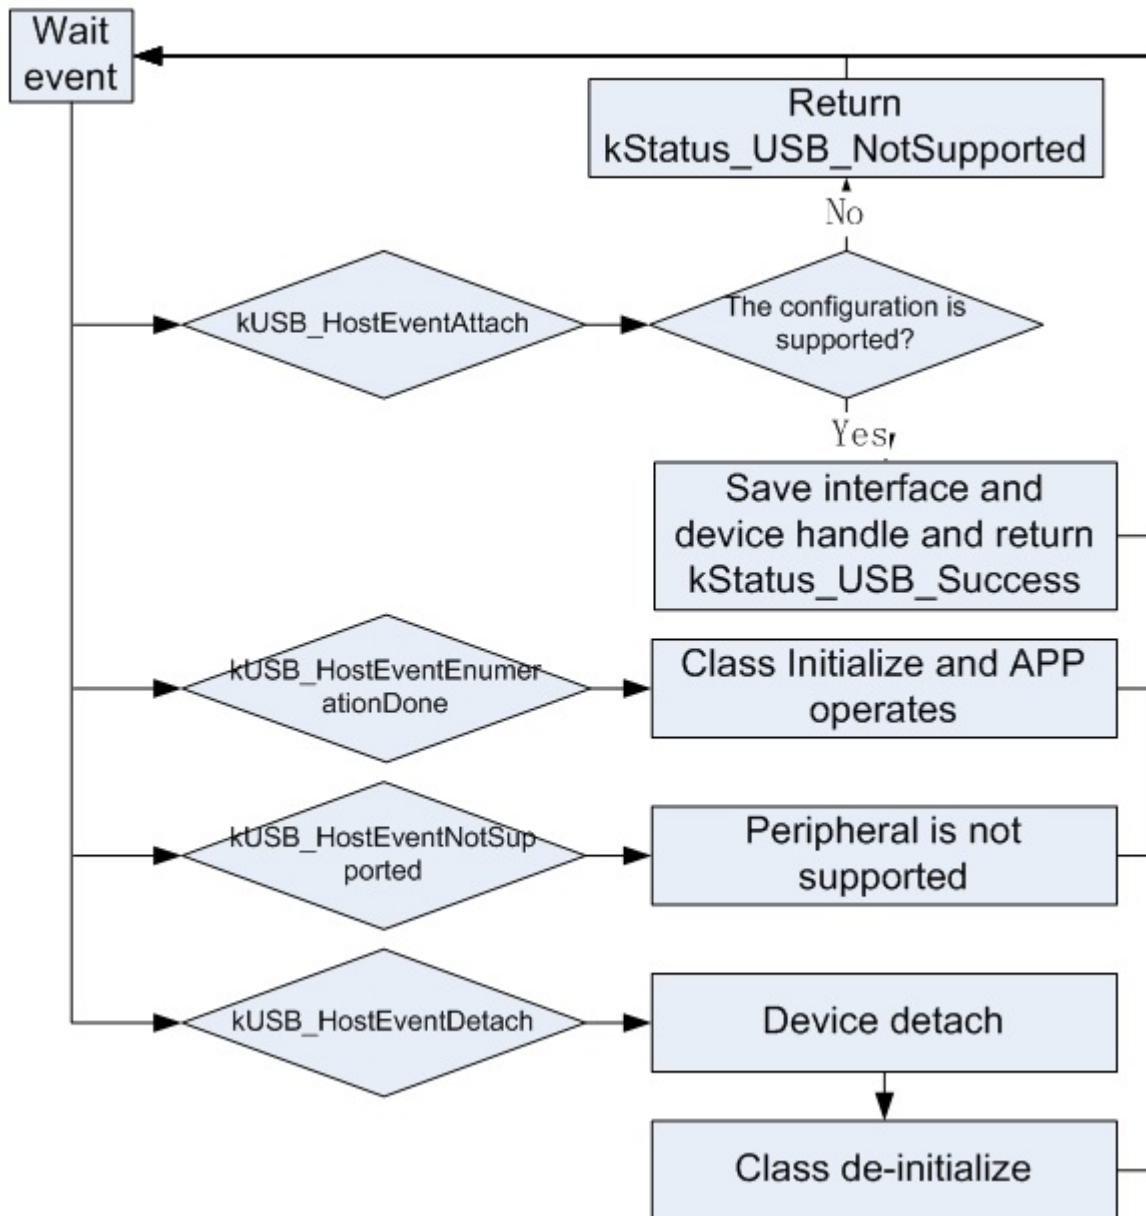 Wait
event
Return
kStatus_USB_NotSupported
No
kUSB_HostEventAttach
The configuration is
supported?
Yes
Save interface and
device handle and return
kStatus_USB_Success
kUSB_HostEventEnumer
ationDone
Class Initialize and APP
operates
kUSB_HostEventNotSup
ported
Peripheral is not
supported
kUSB_HostEventDetach
Device detach
Class de-initialize